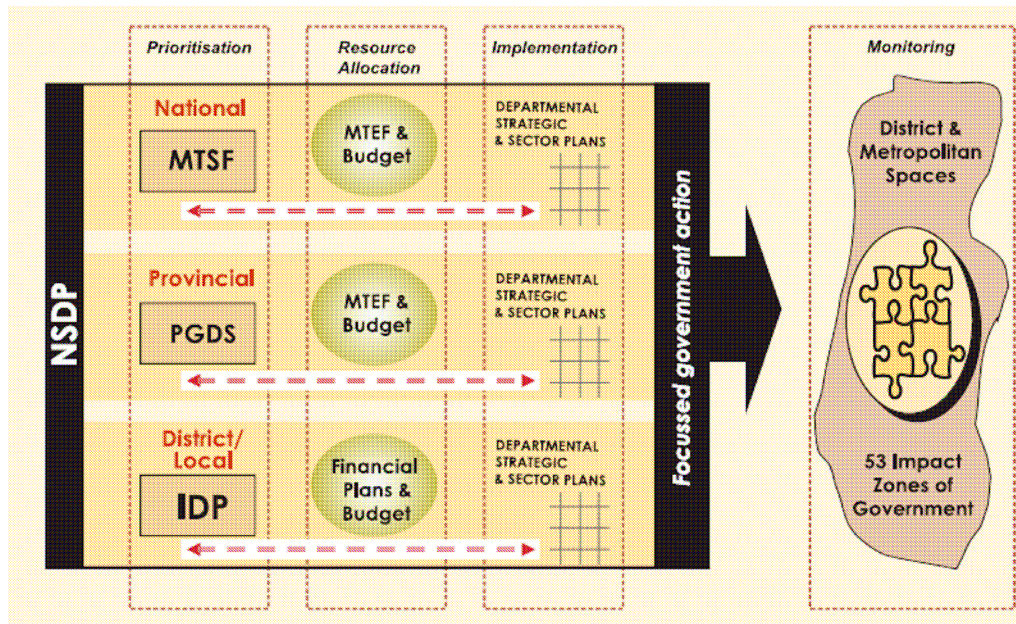 Prioritisation
Resource
Allocation
Implementation
Monitoring
NSDP
National
MTSF
MTEF &
Budget
DEPARTMENTAL
STRATEGIC
& SECTOR PLANS
Provincial
PGDS
MTEF &
Budget
DEPARTMENTAL
STRATEGIC
& SECTOR PLANS
District/
Local
IDP
Financial
Plans &
Budget
DEPARTMENTAL
STRATEGIC
& SECTOR PLANS
Focussed government action
District &
Metropolitan
Spaces
53 Impact
Zones of
Government